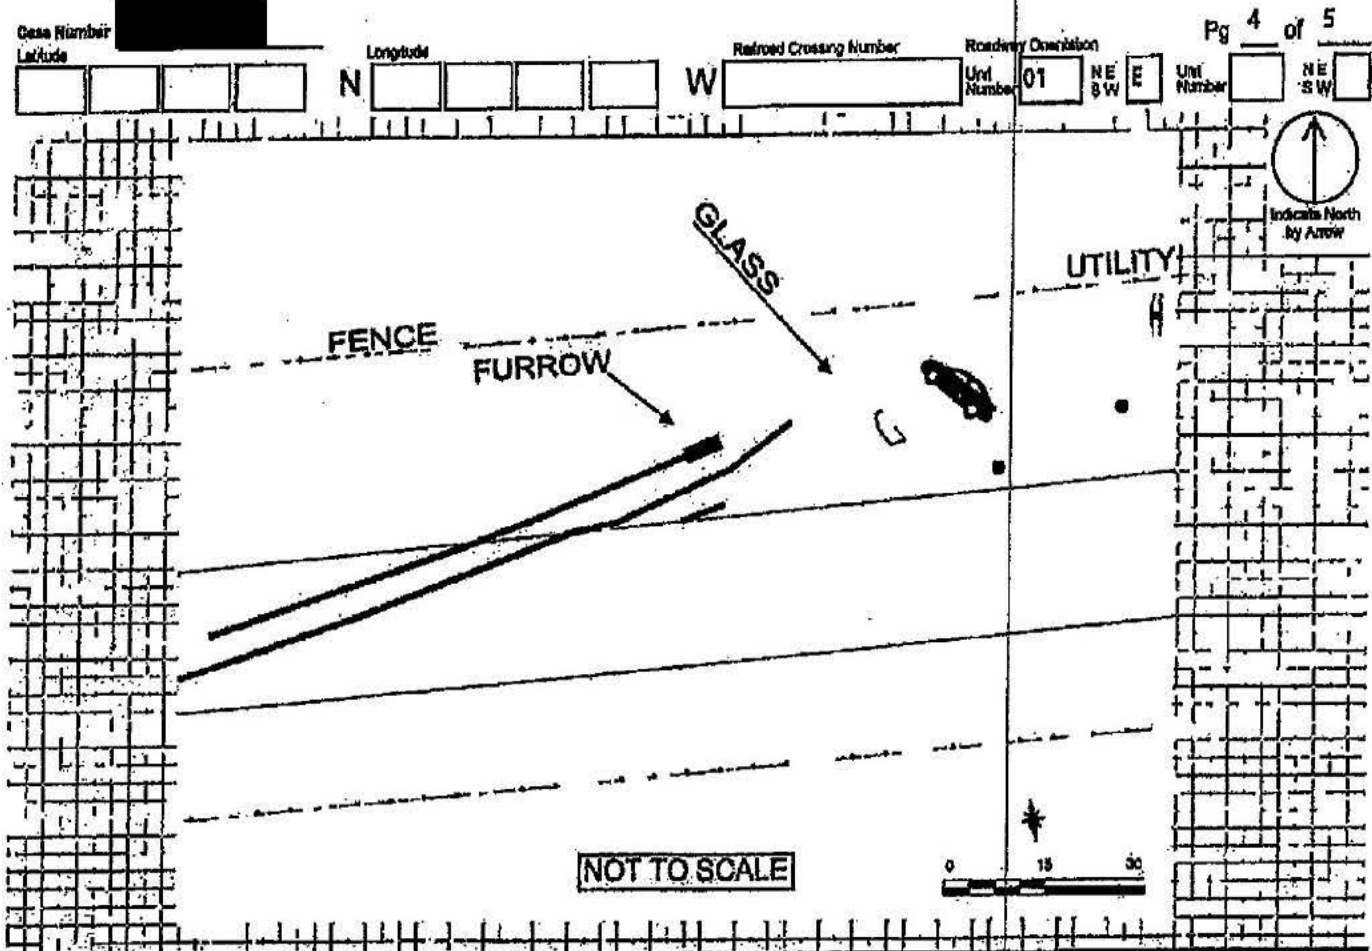 Case Number
Pg 4 of 5
Latitude
N
Longitude
W
Railroad Crossing Number
Roadway Orientation
Unit Number 01
N E S W E
Unit Number
N E S W
Indicate North by Arrow
GLASS
UTILITY
FENCE
FURROW
NOT TO SCALE
0 15 30